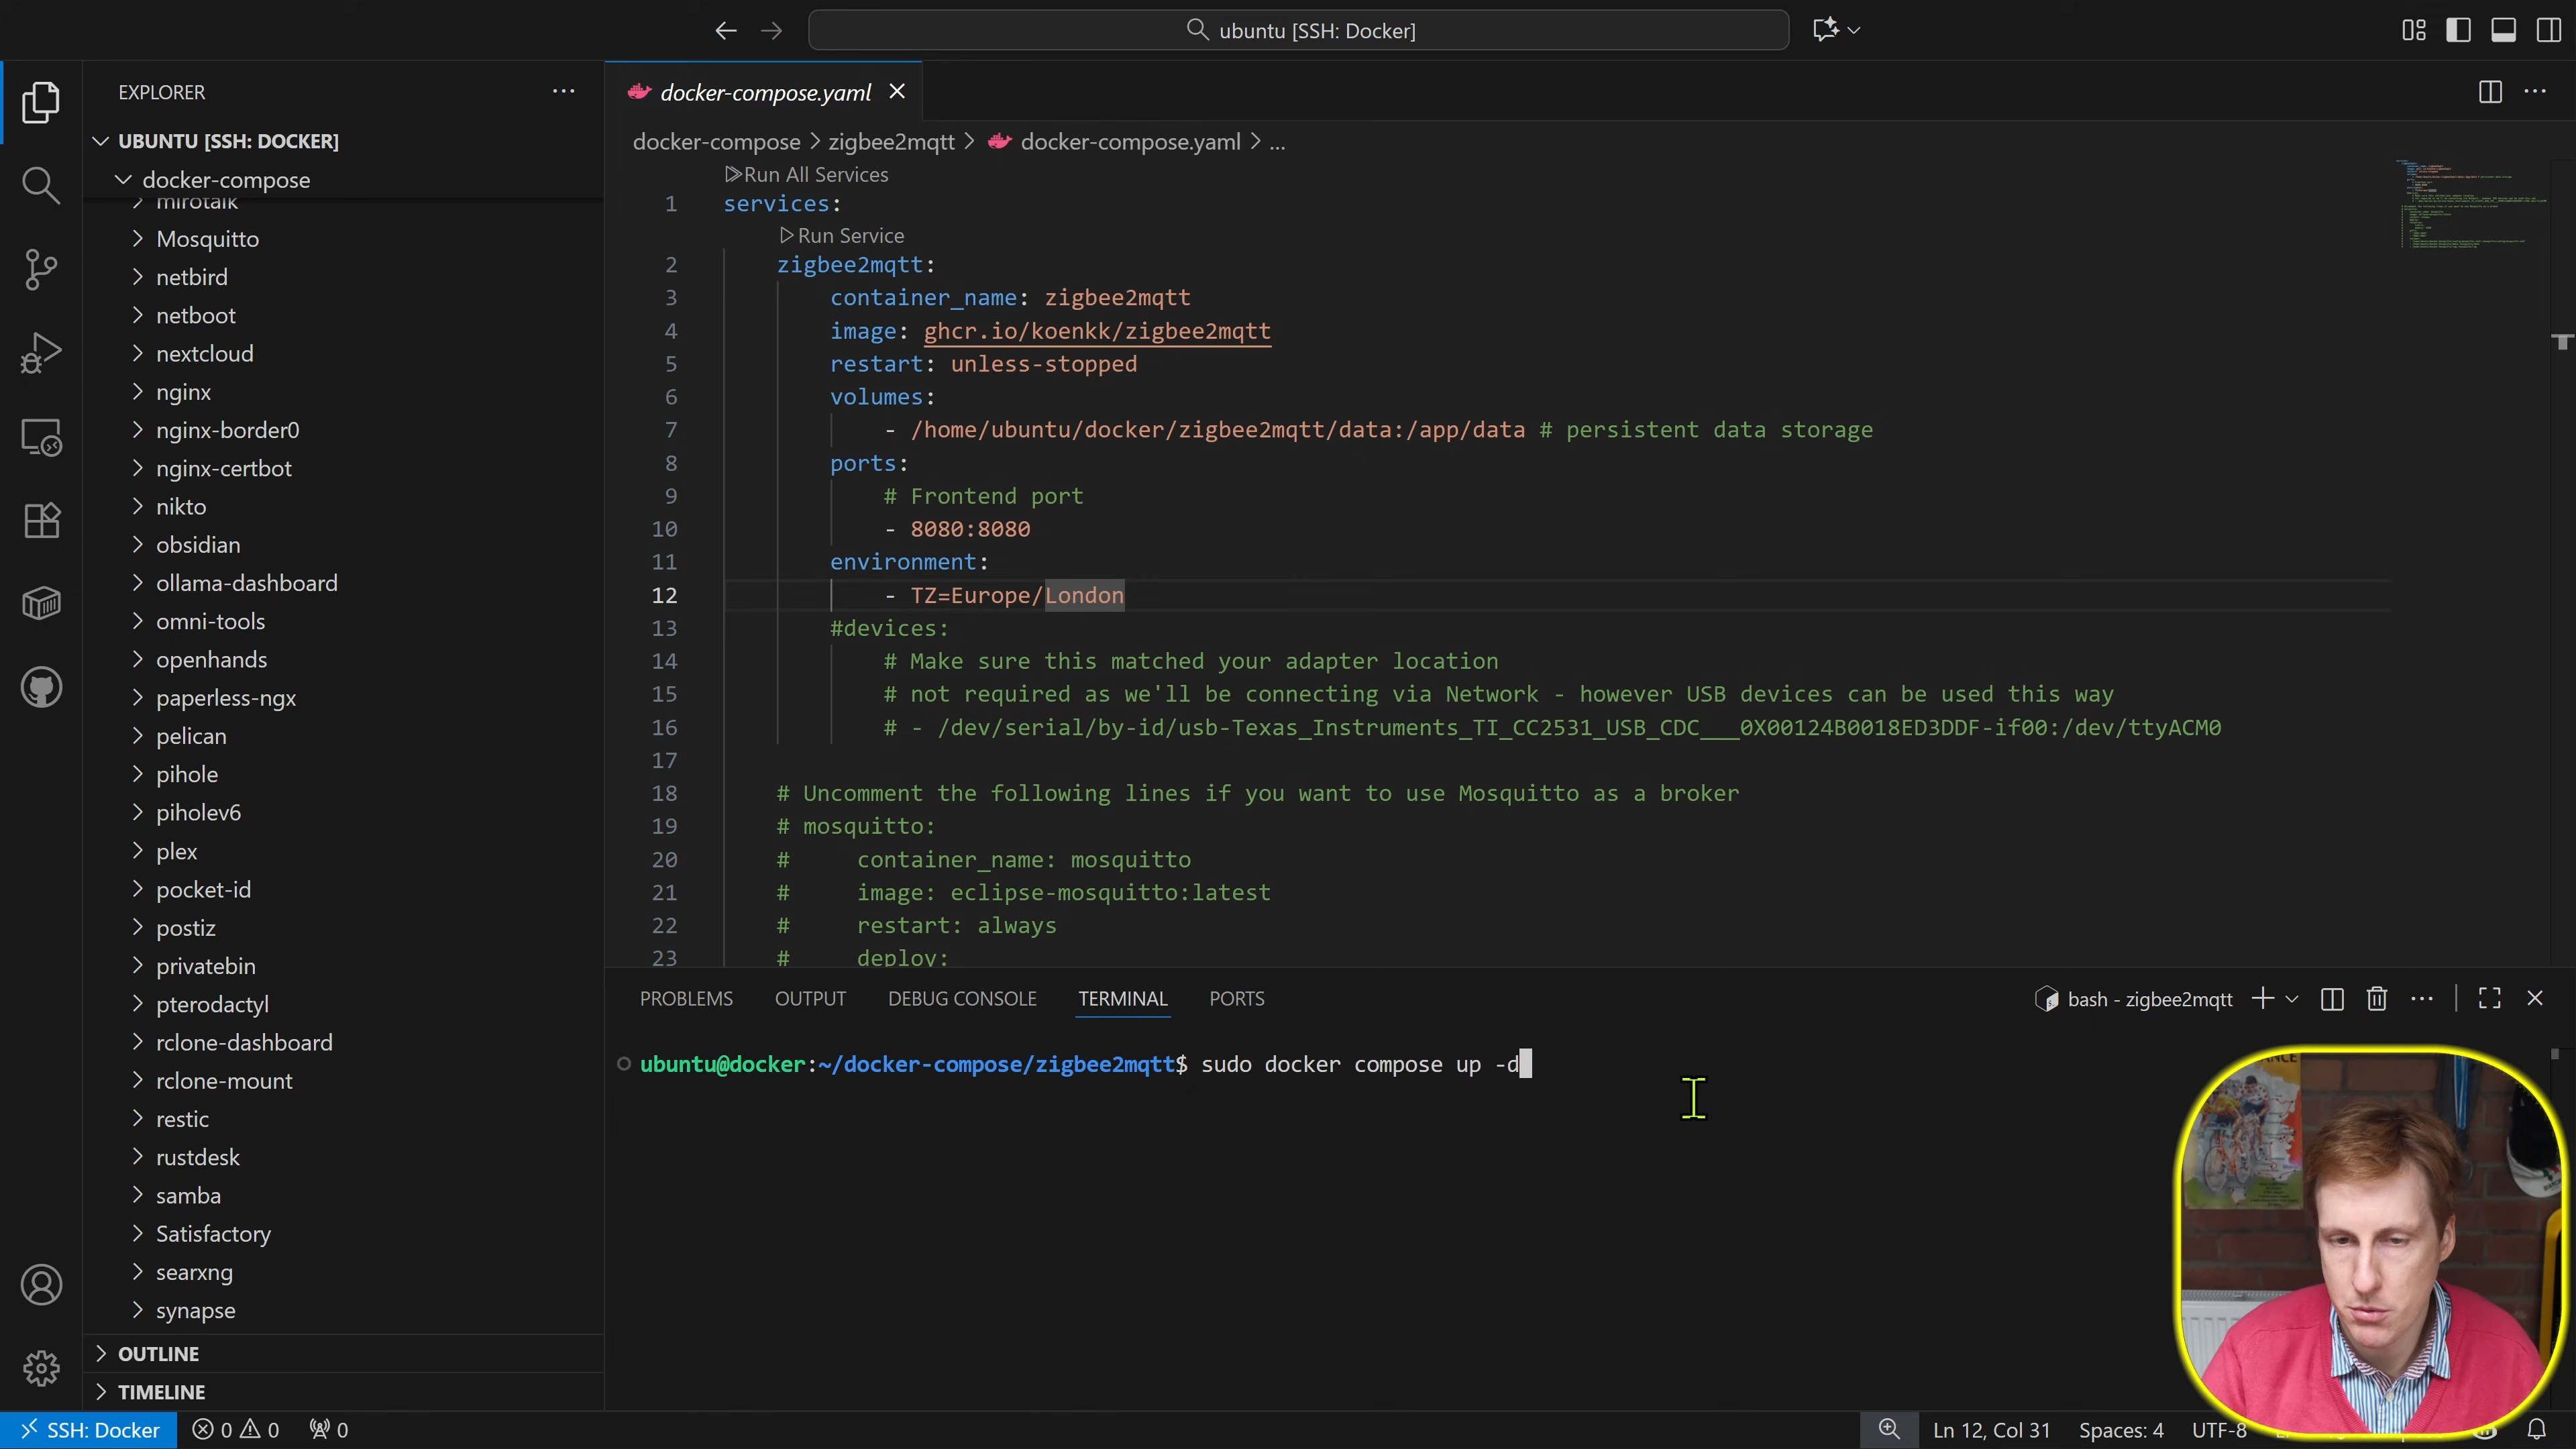 ubuntu [SSH: Docker]
EXPLORER
UBUNTU [SSH: DOCKER]
docker-compose
mirotalk
Mosquitto
netbird
netboot
nextcloud
nginx
nginx-border0
nginx-certbot
nikto
obsidian
ollama-dashboard
omni-tools
openhands
paperless-ngx
pelican
pihole
piholev6
plex
pocket-id
postiz
privatebin
pterodactyl
rclone-dashboard
rclone-mount
restic
rustdesk
samba
Satisfactory
searxng
synapse
OUTLINE
TIMELINE
docker-compose.yaml
docker-compose > zigbee2mqtt > docker-compose.yaml > ...
Run All Services
1 services:
Run Service
2 zigbee2mqtt:
3 container_name: zigbee2mqtt
4 image: ghcr.io/koenkk/zigbee2mqtt
5 restart: unless-stopped
6 volumes:
7 - /home/ubuntu/docker/zigbee2mqtt/data:/app/data # persistent data storage
8 ports:
9 # Frontend port
10 - 8080:8080
11 environment:
12 - TZ=Europe/London
13 #devices:
14 # Make sure this matched your adapter location
15 # not required as we'll be connecting via Network - however USB devices can be used this way
16 # - /dev/serial/by-id/usb-Texas_Instruments_TI_CC2531_USB_CDC___0X00124B0018ED3DDF-if00:/dev/ttyACM0
17
18 # Uncomment the following lines if you want to use Mosquitto as a broker
19 # mosquitto:
20 # container_name: mosquitto
21 # image: eclipse-mosquitto:latest
22 # restart: always
23 # deploy:
PROBLEMS OUTPUT DEBUG CONSOLE TERMINAL PORTS
bash - zigbee2mqtt
ubuntu@docker:~/docker-compose/zigbee2mqtt$ sudo docker compose up -d
SSH: Docker 0 0 0
Ln 12, Col 31 Spaces: 4 UTF-8